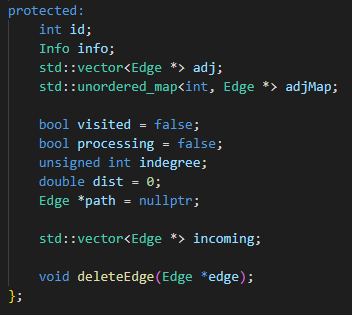 protected:
    int id;
    Info info;
    std::vector<Edge *> adj;
    std::unordered_map<int, Edge *> adjMap;

    bool visited = false;
    bool processing = false;
    unsigned int indegree;
    double dist = 0;
    Edge *path = nullptr;

    std::vector<Edge *> incoming;

    void deleteEdge(Edge *edge);
};